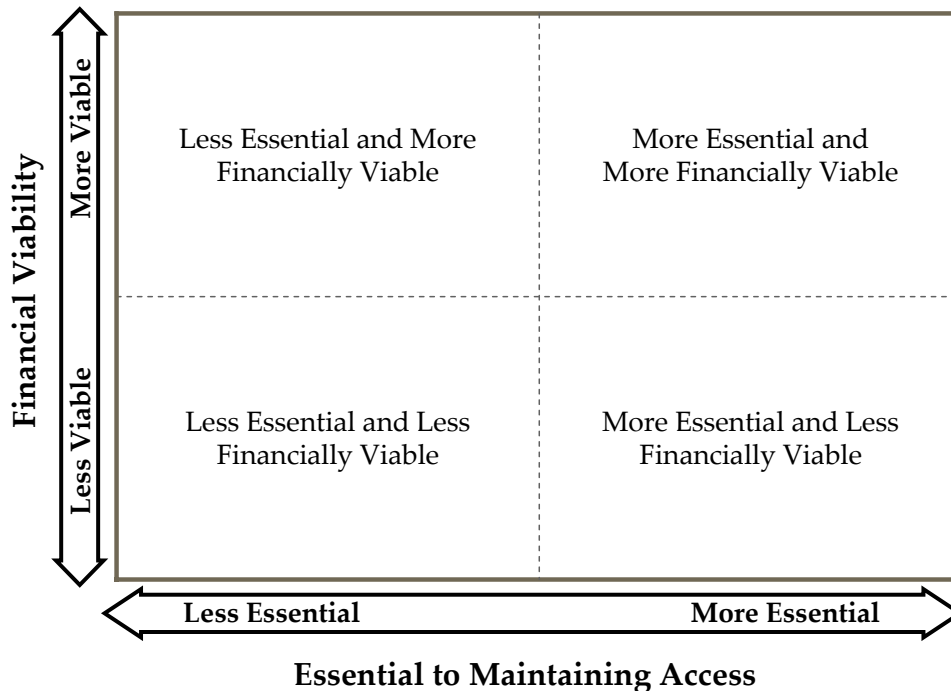 Financial Viability
More Viable
Less Viable
Less Essential and More
Financially Viable
More Essential and
More Financially Viable
Less Essential and Less
Financially Viable
More Essential and Less
Financially Viable
Less Essential
More Essential
Essential to Maintaining Access